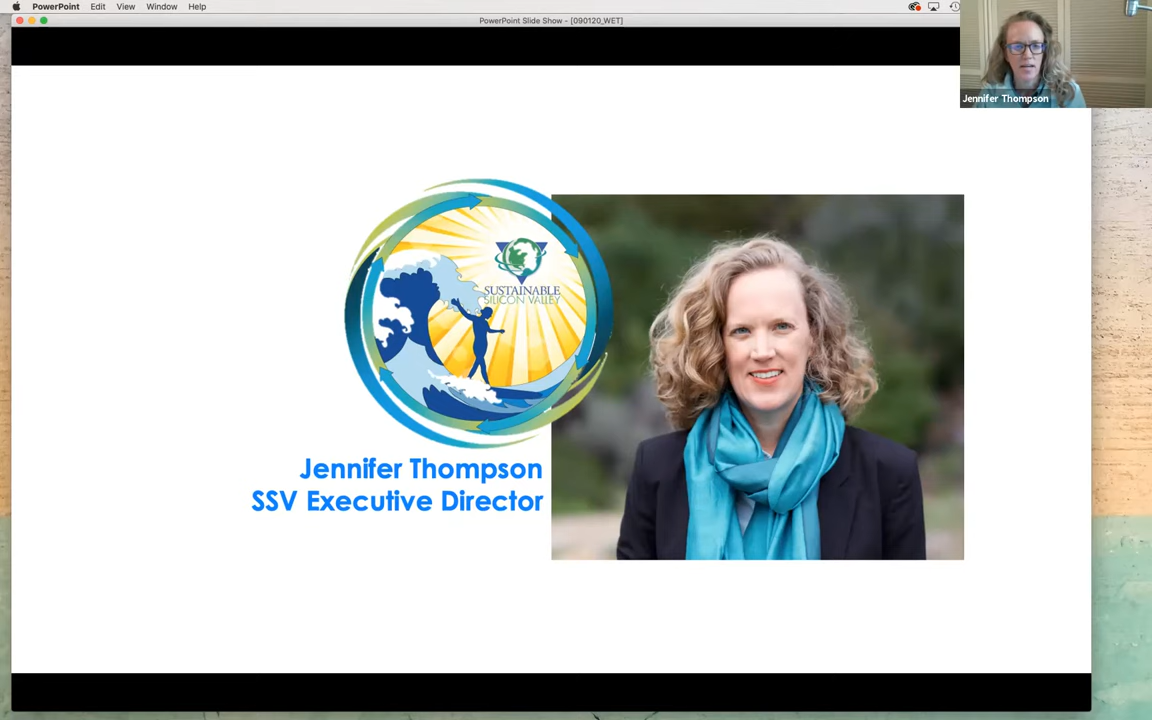 PowerPoint Edit View Window Help
PowerPoint Slide Show - [090120_WET]
Jennifer Thompson
SUSTAINABLE
SILICON VALLEY
Jennifer Thompson
SSV Executive Director